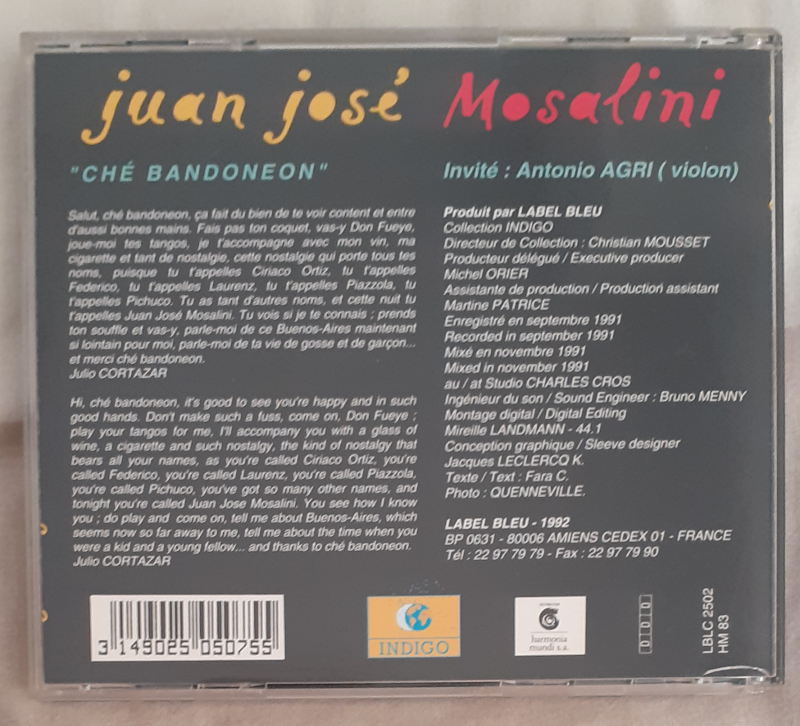 juan josé Mosalini
"CHÉ BANDONEON"
Salut, ché bandoneon, ça fait du bien de te voir content et entre
d'aussi bonnes mains. Fais pas ton coquet, vas-y Don Fueye,
joue-moi tes tangos, je t'accompagne avec mon vin, ma
cigarette et tant de nostalgie, cette nostalgie qui porte tous tes
noms, puisque tu t'appelles Ciriaco Ortiz, tu t'appelles
Federico, tu t'appelles Laurenz, tu t'appelles Piazzola, tu
t'appelles Pichuco. Tu as tant d'autres noms, et cette nuit tu
t'appelles Juan José Mosalini. Tu vois si je te connais ; prends
ton souffle et vas-y, parle-moi de ce Buenos-Aires maintenant
si lointain pour moi, parle-moi de ta vie de gosse et de garçon...
et merci ché bandoneon.
Julio CORTAZAR
Hi, ché bandoneon, it's good to see you're happy and in such
good hands. Don't make such a fuss, come on, Don Fueye ;
play your tangos for me, I'll accompany you with a glass of
wine, a cigarette and such nostalgy, the kind of nostalgy that
bears all your names, as you're called Ciriaco Ortiz, you're
called Federico, you're called Laurenz, you're called Piazzola,
you're called Pichuco, you've got so many other names, and
tonight you're called Juan Jose Mosalini. You see how I know
you ; do play and come on, tell me about Buenos-Aires, which
seems now so far away to me, tell me about the time when you
were a kid and a young fellow... and thanks to ché bandoneon.
Julio CORTAZAR
Invité : Antonio AGRI ( violon)
Produit par LABEL BLEU
Collection INDIGO
Directeur de Collection : Christian MOUSSET
Producteur délégué / Executive producer
Michel ORIER
Assistante de production / Production assistant
Martine PATRICE
Enregistré en septembre 1991
Recorded in september 1991
Mixé en novembre 1991
Mixed in november 1991
au / at Studio CHARLES CROS
Ingénieur du son / Sound Engineer : Bruno MENNY
Montage digital / Digital Editing
Mireille LANDMANN - 44.1
Conception graphique / Sleeve designer
Jacques LECLERCQ K.
Texte / Text : Fara C.
Photo : QUENNEVILLE.
LABEL BLEU - 1992
BP 0631 - 80006 AMIENS CEDEX 01 - FRANCE
Tél : 22 97 79 79 - Fax : 22 97 79 90
3 149025 050755
INDIGO
harmonia
mundi s.a.
DDD
LBLC 2502
HM 83